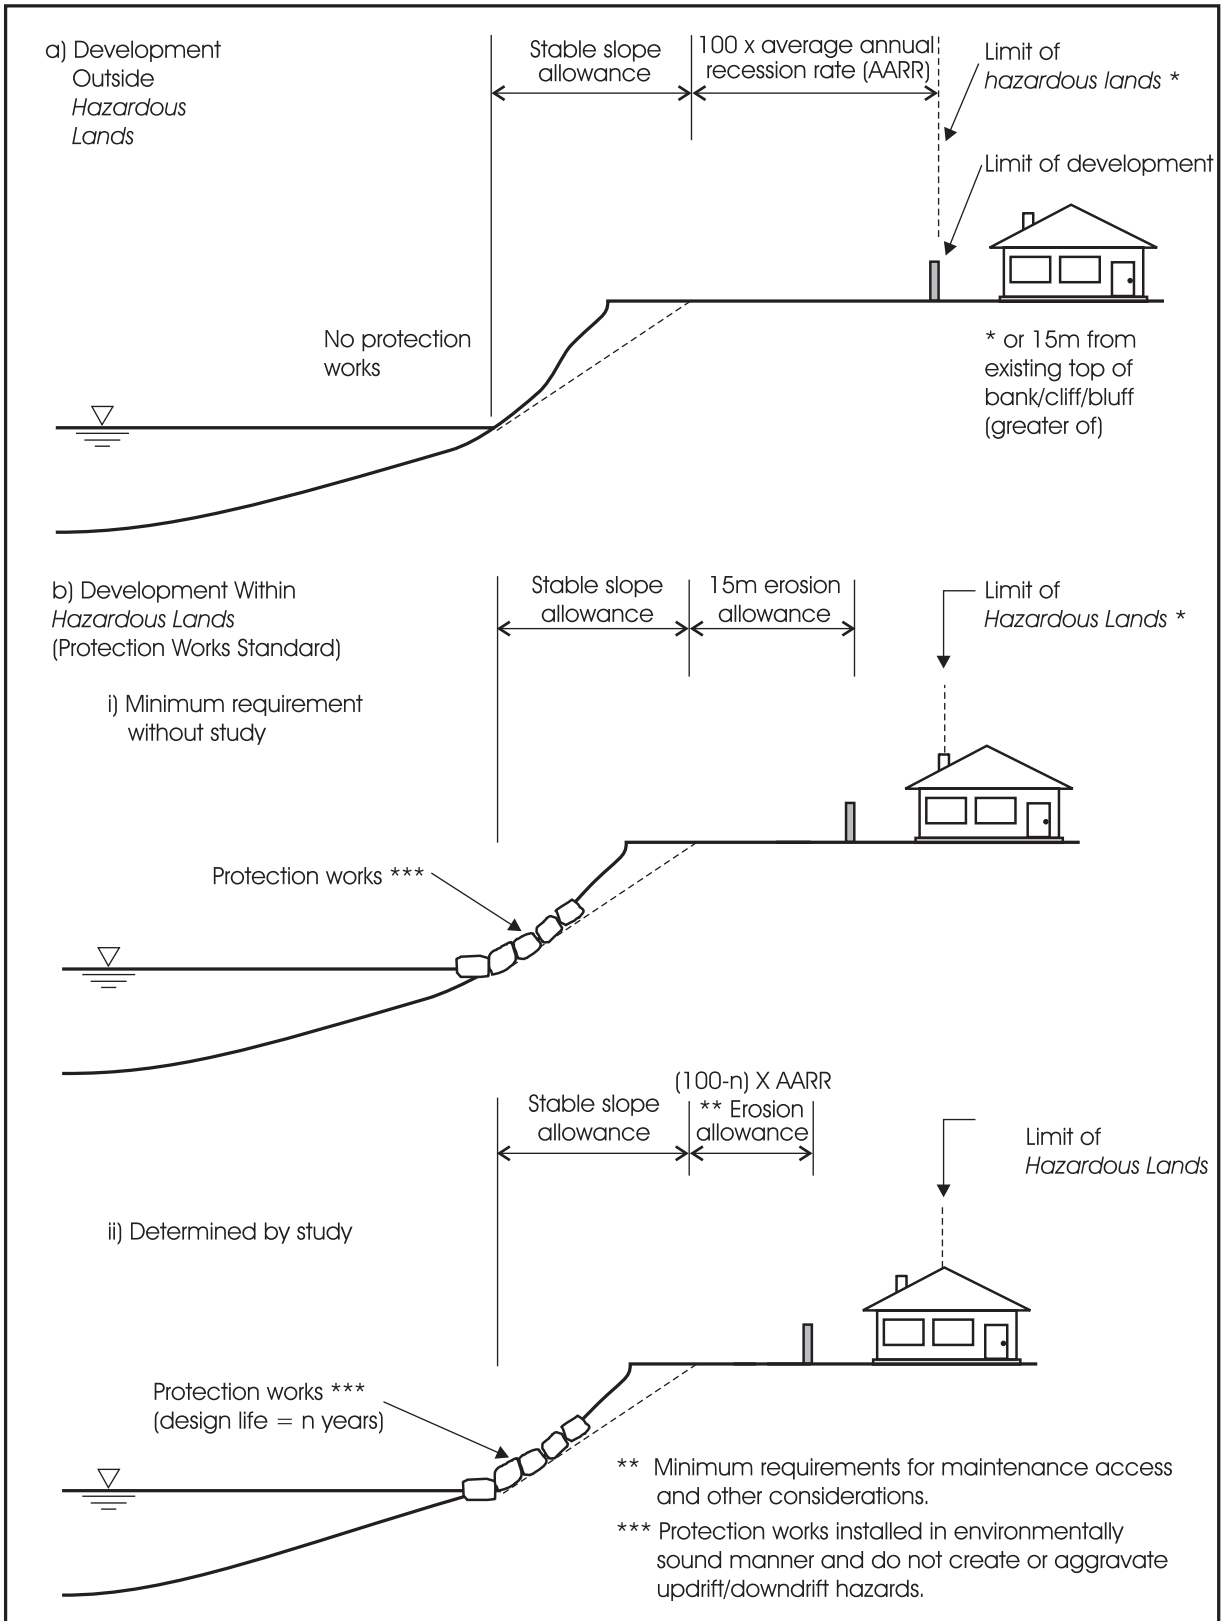 a) Development
Outside
Hazardous
Lands
Stable slope
allowance
100 x average annual
recession rate (AARR)
Limit of
hazardous lands *
Limit of development
No protection
works
* or 15m from
existing top of
bank/cliff/bluff
(greater of)
b) Development Within
Hazardous Lands
(Protection Works Standard)
Stable slope
allowance
15m erosion
allowance
Limit of
Hazardous Lands *
i) Minimum requirement
without study
Protection works ***
Stable slope
allowance
(100-n) X AARR
** Erosion
allowance
Limit of
Hazardous Lands
ii) Determined by study
Protection works ***
(design life = n years)
** Minimum requirements for maintenance access
and other considerations.
*** Protection works installed in environmentally
sound manner and do not create or aggravate
updrift/downdrift hazards.